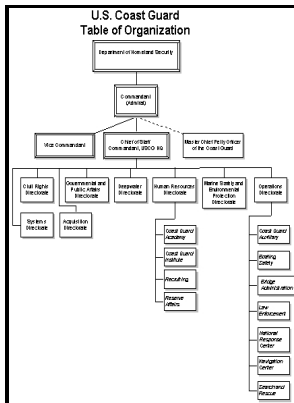 U.S. Coast Guard
Table of Organization
Department of Homeland Security
Commandant
(Admiral)
Vice Commandant
Chief of Staff
Commandant, USCG HQ
Master Chief Petty Officer
of the Coast Guard
Civil Rights
Directorate
Governmental and
Public Affairs
Directorate
Deepwater
Directorate
Human Resources
Directorate
Marine Safety and
Environmental
Protection Directorate
Operations
Directorate
Systems
Directorate
Acquisition
Directorate
Coast Guard
Academy
Coast Guard
Institute
Recruiting
Reserve
Affairs
Coast Guard
Auxiliary
Boating
Safety
Bridge
Administration
Law
Enforcement
National
Response
Center
Navigation
Center
Search and
Rescue